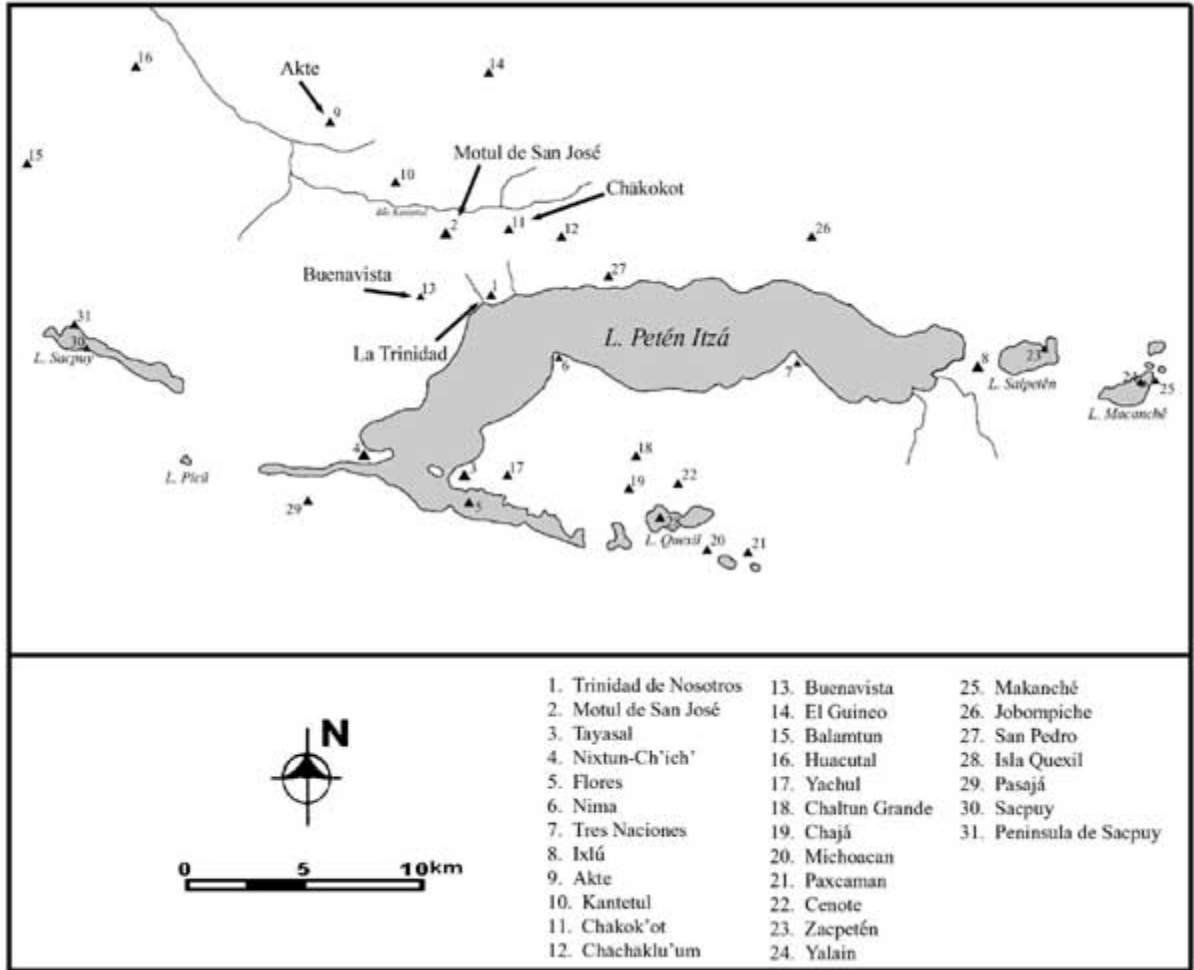 16
14
Akte
9
15
Motul de San José
10
Chäkokot
Río Kantetul
2
11
12
26
Buenavista
13
1
27
La Trinidad
L. Petén Itzá
31
30
L. Sacpuy
6
7
8
23
L. Salpetén
24
25
L. Macanché
4
L. Picú
3
17
18
19
22
29
5
28
L. Quexil
20
21
N
0 5 10km
1. Trinidad de Nosotros
2. Motul de San José
3. Tayasal
4. Nixtun-Ch'ich'
5. Flores
6. Nima
7. Tres Naciones
8. Ixlú
9. Akte
10. Kantetul
11. Chakok'ot
12. Chachaklu'um
13. Buenavista
14. El Guineo
15. Balamtun
16. Huacutal
17. Yachul
18. Chaltun Grande
19. Chajá
20. Michoacan
21. Paxcaman
22. Cenote
23. Zacpetén
24. Yalain
25. Makanché
26. Jobompiche
27. San Pedro
28. Isla Quexil
29. Pasajá
30. Sacpuy
31. Peninsula de Sacpuy